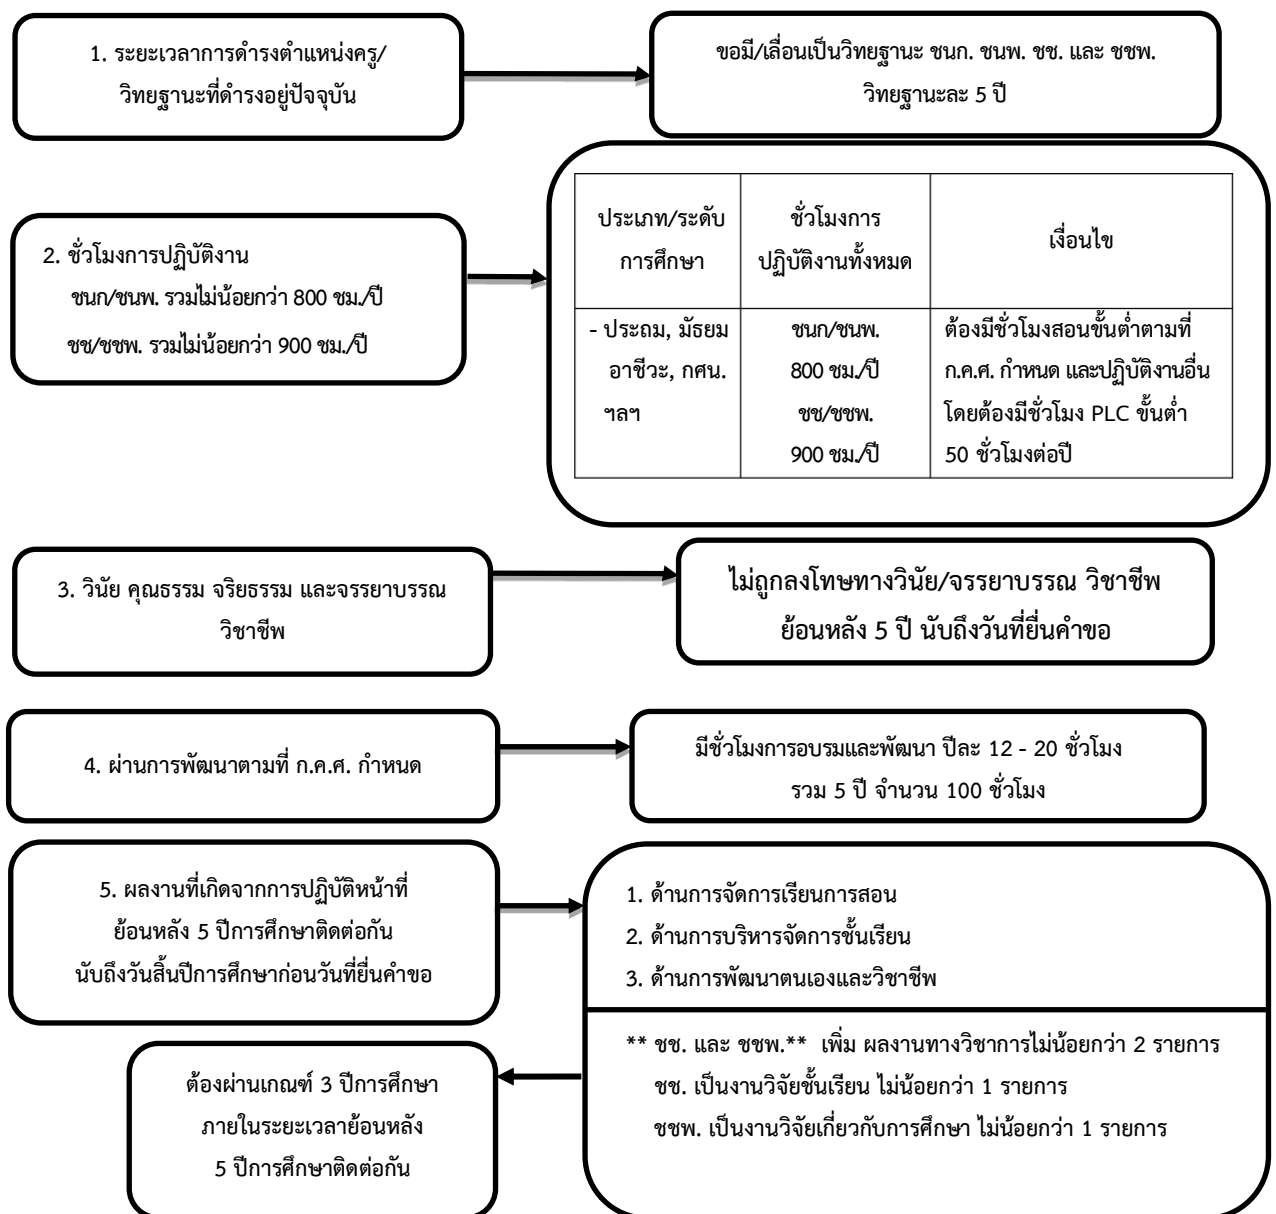 1. ระยะเวลาการดำรงตำแหน่งครู/
วิทยฐานะที่ดำรงอยู่ปัจจุบัน
ขอมี/เลื่อนเป็นวิทยฐานะ ชนก. ชนพ. ชช. และ ชชพ.
วิทยฐานะละ 5 ปี
2. ชั่วโมงการปฏิบัติงาน
ชนก/ชนพ. รวมไม่น้อยกว่า 800 ชม./ปี
ชช/ชชพ. รวมไม่น้อยกว่า 900 ชม./ปี
ประเภท/ระดับ
การศึกษา
ชั่วโมงการ
ปฏิบัติงานทั้งหมด
เงื่อนไข
- ประถม, มัธยม
อาชีวะ, กศน.
ฯลฯ
ชนก/ชนพ.
800 ชม./ปี
ชช/ชชพ.
900 ชม./ปี
ต้องมีชั่วโมงสอนขั้นต่ำตามที่
ก.ค.ศ. กำหนด และปฏิบัติงานอื่น
โดยต้องมีชั่วโมง PLC ขั้นต่ำ
50 ชั่วโมงต่อปี
3. วินัย คุณธรรม จริยธรรม และจรรยาบรรณ
วิชาชีพ
ไม่ถูกลงโทษทางวินัย/จรรยาบรรณ วิชาชีพ
ย้อนหลัง 5 ปี นับถึงวันที่ยื่นคำขอ
4. ผ่านการพัฒนาตามที่ ก.ค.ศ. กำหนด
มีชั่วโมงการอบรมและพัฒนา ปีละ 12 - 20 ชั่วโมง
รวม 5 ปี จำนวน 100 ชั่วโมง
5. ผลงานที่เกิดจากการปฏิบัติหน้าที่
ย้อนหลัง 5 ปีการศึกษาติดต่อกัน
นับถึงวันสิ้นปีการศึกษาก่อนวันที่ยื่นคำขอ
1. ด้านการจัดการเรียนการสอน
2. ด้านการบริหารจัดการชั้นเรียน
3. ด้านการพัฒนาตนเองและวิชาชีพ
** ชช. และ ชชพ.** เพิ่ม ผลงานทางวิชาการไม่น้อยกว่า 2 รายการ
ชช. เป็นงานวิจัยชั้นเรียน ไม่น้อยกว่า 1 รายการ
ชชพ. เป็นงานวิจัยเกี่ยวกับการศึกษา ไม่น้อยกว่า 1 รายการ
ต้องผ่านเกณฑ์ 3 ปีการศึกษา
ภายในระยะเวลาย้อนหลัง
5 ปีการศึกษาติดต่อกัน